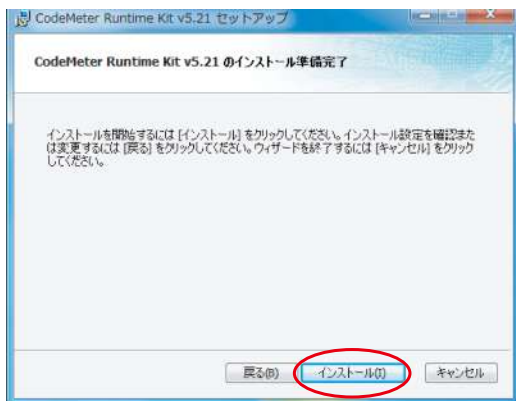 CodeMeter Runtime Kit v5.21 セットアップ
CodeMeter Runtime Kit v5.21 のインストール準備完了
インストールを開始するには [インストール] をクリックしてください。インストール設定を確認また
は変更するには [戻る] をクリックしてください。ウィザードを終了するには [キャンセル] をクリック
してください。
戻る(B) インストール(I) キャンセル